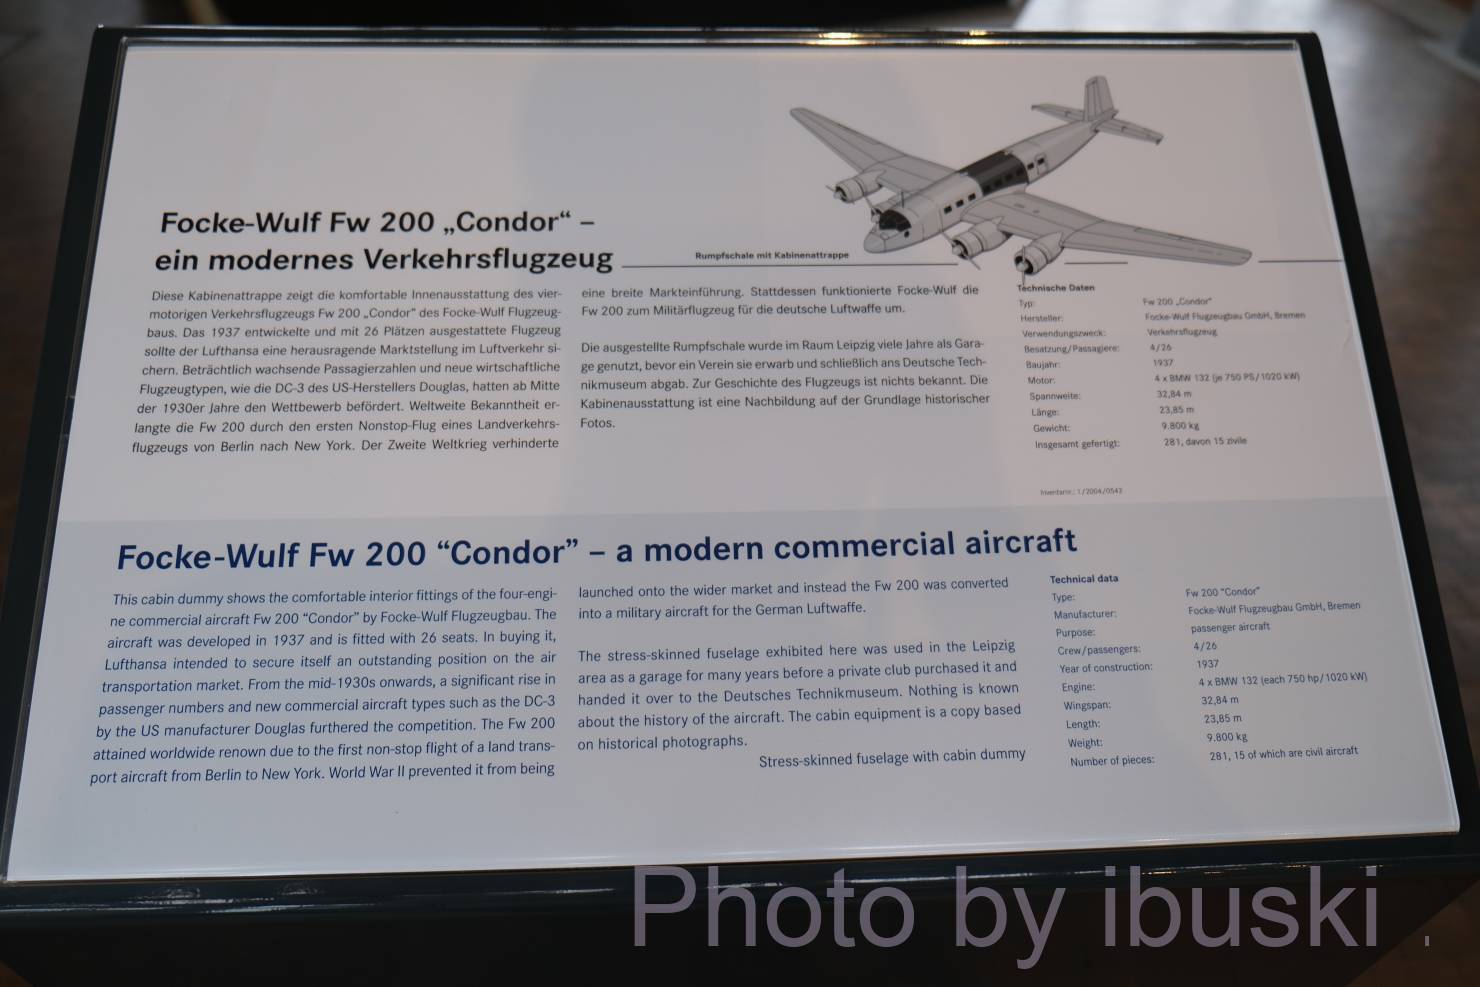 Focke-Wulf Fw 200 „Condor“ –
ein modernes Verkehrsflugzeug
Rumpfschale mit Kabinenattrappe
Diese Kabinenattrappe zeigt die komfortable Innenausstattung des vier-
motorigen Verkehrsflugzeugs Fw 200 „Condor“ des Focke-Wulf Flugzeug-
baus. Das 1937 entwickelte und mit 26 Plätzen ausgestattete Flugzeug
sollte der Lufthansa eine herausragende Marktstellung im Luftverkehr si-
chern. Beträchtlich wachsende Passagierzahlen und neue wirtschaftliche
Flugzeugtypen, wie die DC-3 des US-Herstellers Douglas, hatten ab Mitte
der 1930er Jahre den Wettbewerb befördert. Weltweite Bekanntheit er-
langte die Fw 200 durch den ersten Nonstop-Flug eines Landverkehrs-
flugzeugs von Berlin nach New York. Der Zweite Weltkrieg verhinderte
eine breite Markteinführung. Stattdessen funktionierte Focke-Wulf die
Fw 200 zum Militärflugzeug für die deutsche Luftwaffe um.
Die ausgestellte Rumpfschale wurde im Raum Leipzig viele Jahre als Gara-
ge genutzt, bevor ein Verein sie erwarb und schließlich ans Deutsche Tech-
nikmuseum abgab. Zur Geschichte des Flugzeugs ist nichts bekannt. Die
Kabinenausstattung ist eine Nachbildung auf der Grundlage historischer
Fotos.
Technische Daten
Typ: Fw 200 „Condor“
Hersteller: Focke-Wulf Flugzeugbau GmbH, Bremen
Verwendungszweck: Verkehrsflugzeug
Besatzung/Passagiere: 4/26
Baujahr: 1937
Motor: 4 x BMW 132 (je 750 PS/1020 kW)
Spannweite: 32,84 m
Länge: 23,85 m
Gewicht: 9.800 kg
Insgesamt gefertigt: 281, davon 15 zivile
Inventarnr.: 1/2004/0543
Focke-Wulf Fw 200 “Condor” – a modern commercial aircraft
This cabin dummy shows the comfortable interior fittings of the four-engi-
ne commercial aircraft Fw 200 “Condor” by Focke-Wulf Flugzeugbau. The
aircraft was developed in 1937 and is fitted with 26 seats. In buying it,
Lufthansa intended to secure itself an outstanding position on the air
transportation market. From the mid-1930s onwards, a significant rise in
passenger numbers and new commercial aircraft types such as the DC-3
by the US manufacturer Douglas furthered the competition. The Fw 200
attained worldwide renown due to the first non-stop flight of a land trans-
port aircraft from Berlin to New York. World War II prevented it from being
launched onto the wider market and instead the Fw 200 was converted
into a military aircraft for the German Luftwaffe.
The stress-skinned fuselage exhibited here was used in the Leipzig
area as a garage for many years before a private club purchased it and
handed it over to the Deutsches Technikmuseum. Nothing is known
about the history of the aircraft. The cabin equipment is a copy based
on historical photographs.
Stress-skinned fuselage with cabin dummy
Technical data
Type: Fw 200 “Condor”
Manufacturer: Focke-Wulf Flugzeugbau GmbH, Bremen
Purpose: passenger aircraft
Crew/passengers: 4/26
Year of construction: 1937
Engine: 4 x BMW 132 (each 750 hp/1020 kW)
Wingspan: 32,84 m
Length: 23,85 m
Weight: 9.800 kg
Number of pieces: 281, 15 of which are civil aircraft
Photo by ibuski .